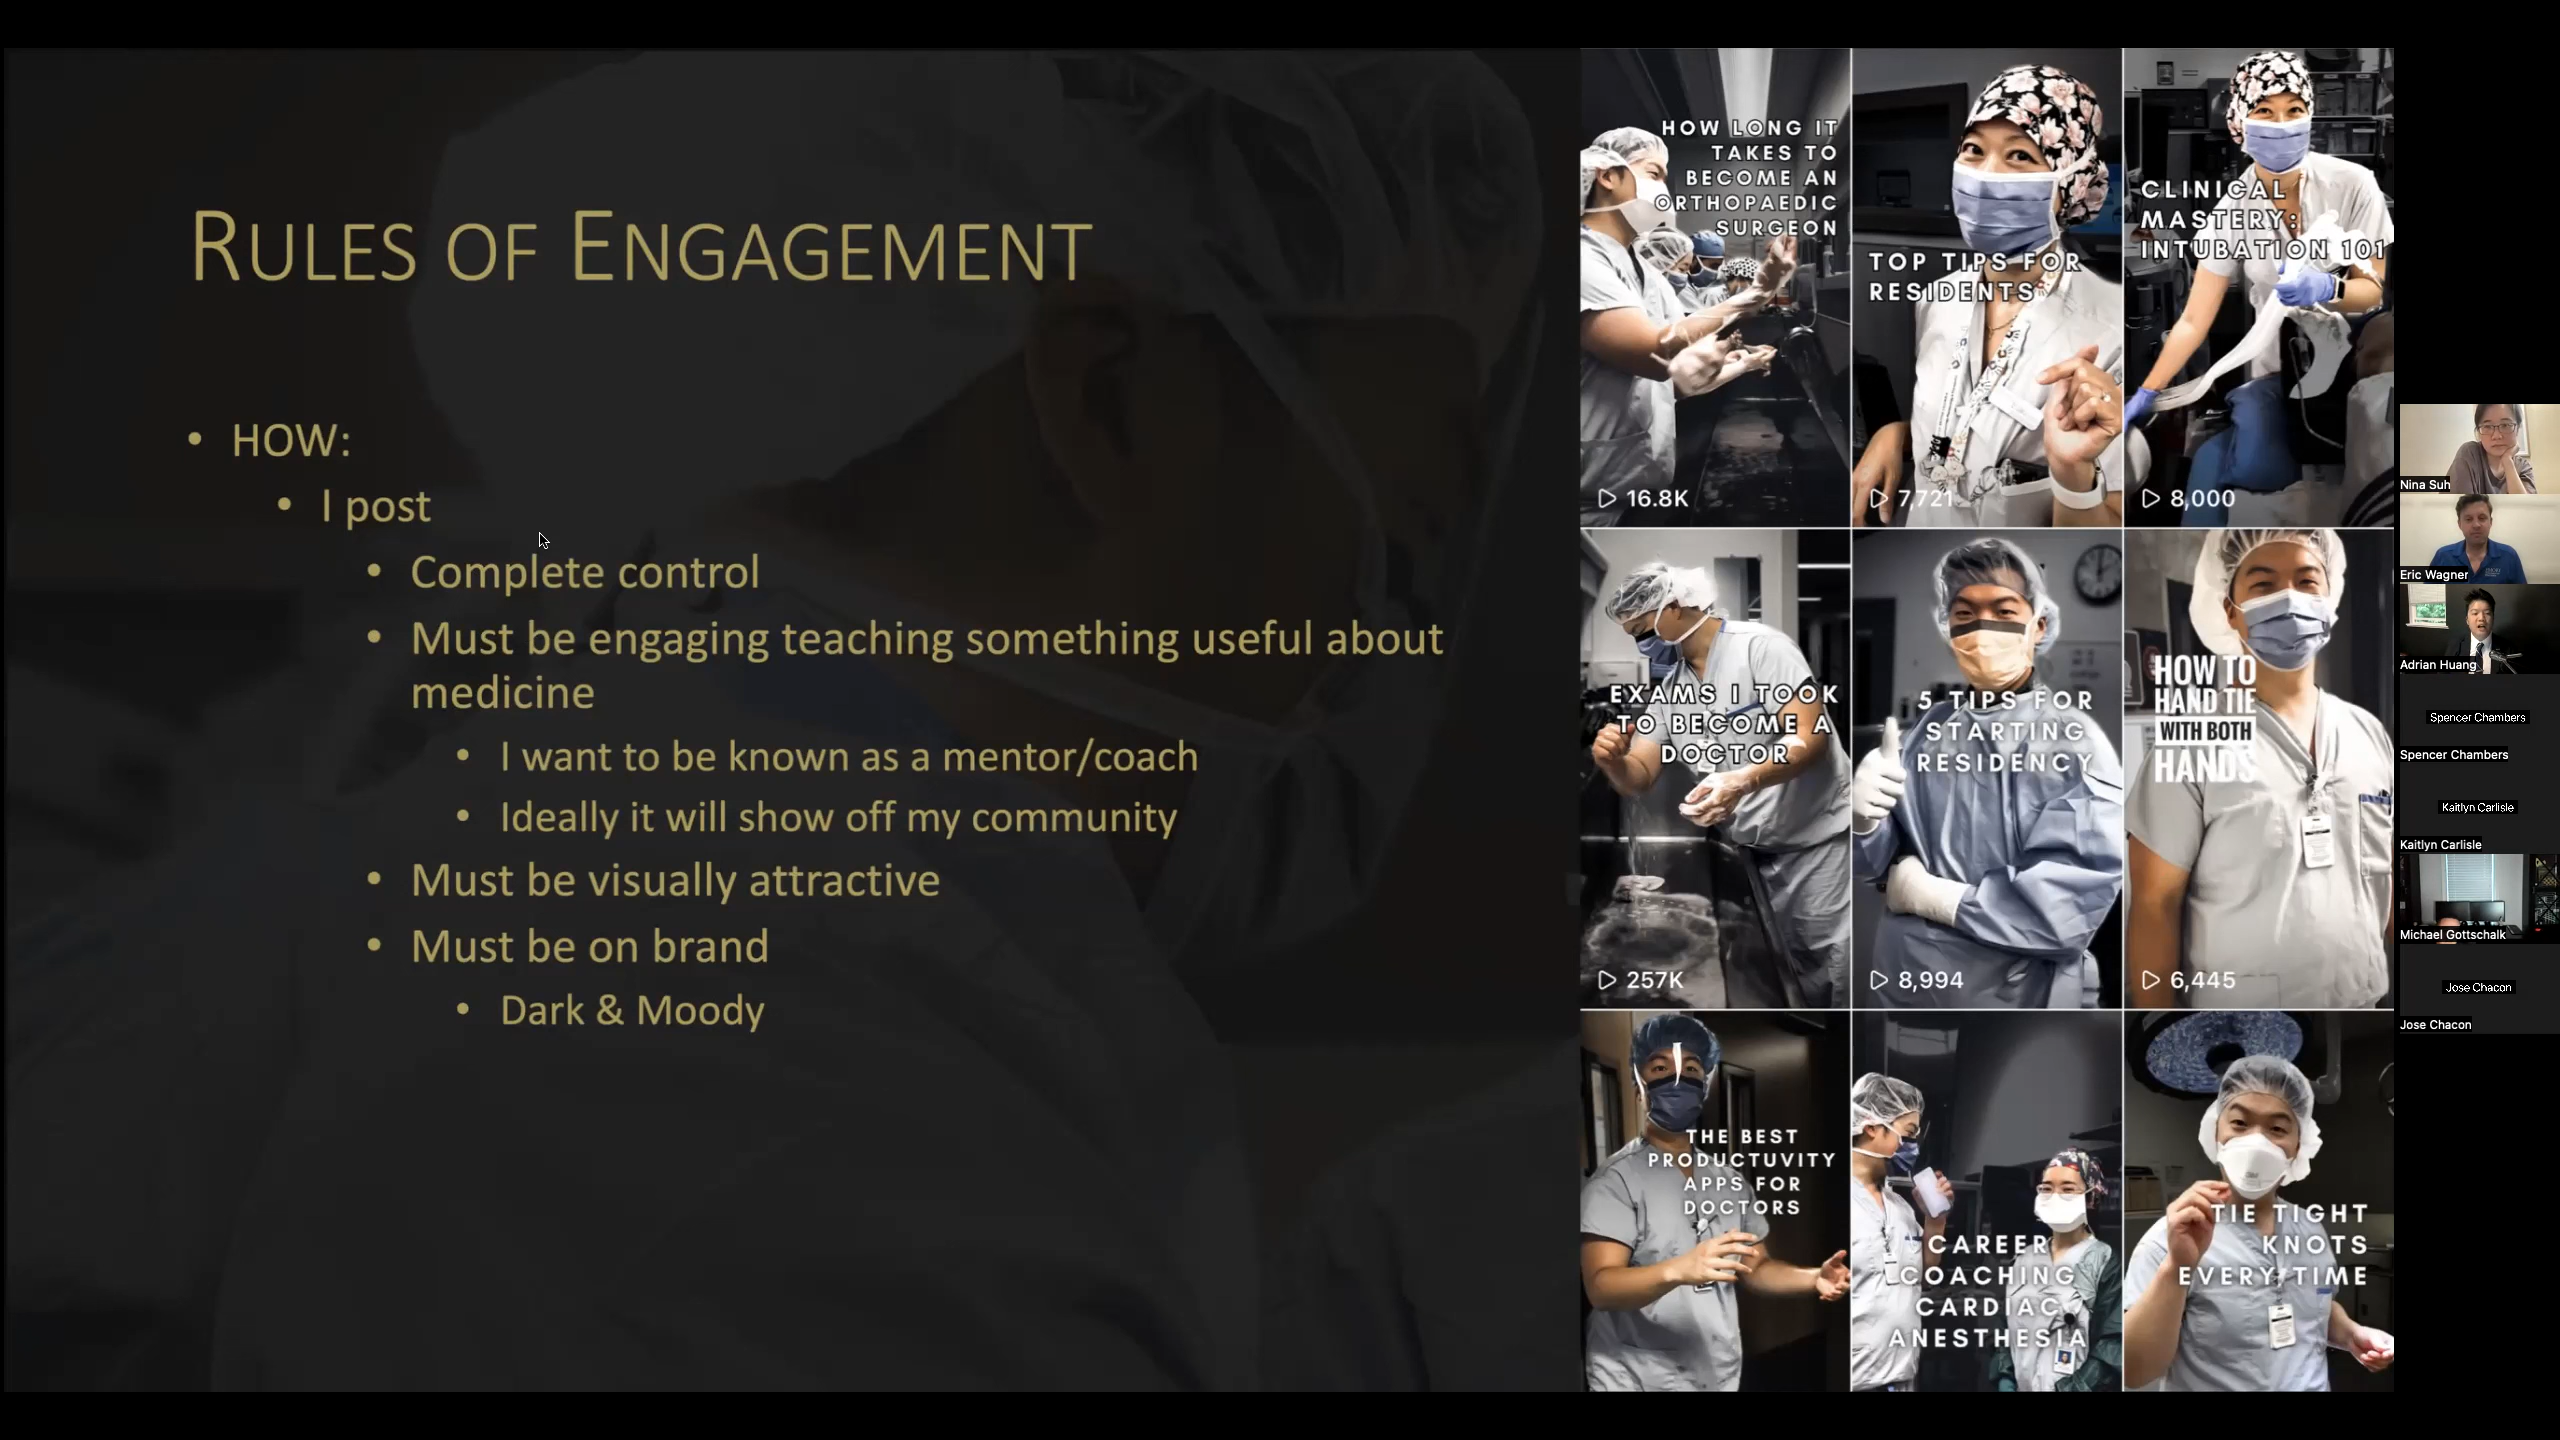 RULES OF ENGAGEMENT
• HOW:
• I post
• Complete control
• Must be engaging teaching something useful about
medicine
• I want to be known as a mentor/coach
• Ideally it will show off my community
• Must be visually attractive
• Must be on brand
• Dark & Moody
HOW LONG IT
TAKES TO
BECOME AN
ORTHOPAEDIC
SURGEON
16.8K
TOP TIPS FOR
RESIDENTS
7,721
CLINICAL
MASTERY:
INTUBATION 101
8,000
EXAMS I TOOK
TO BECOME A
DOCTOR
257K
5 TIPS FOR
STARTING
RESIDENCY
8,994
HOW TO
HAND TIE
WITH BOTH
HANDS
6,445
THE BEST
PRODUCTUVITY
APPS FOR
DOCTORS
CAREER
COACHING
CARDIAC
ANESTHESIA
TIE TIGHT
KNOTS
EVERY TIME
Nina Suh
Eric Wagner
Adrian Huang
Spencer Chambers
Spencer Chambers
Kaitlyn Carlisle
Kaitlyn Carlisle
Michael Gottschalk
Jose Chacon
Jose Chacon